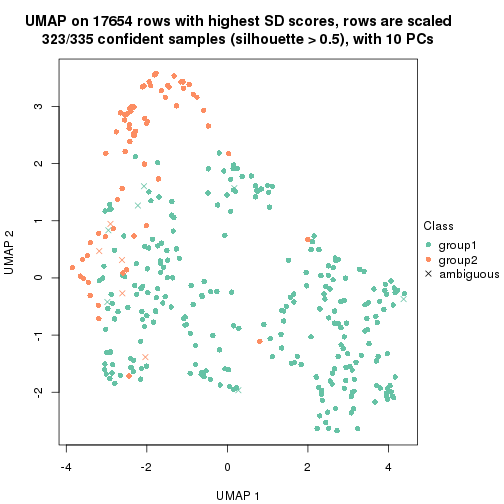 UMAP on 17654 rows with highest SD scores, rows are scaled
323/335 confident samples (silhouette > 0.5), with 10 PCs
3
2
1
0
-1
-2
UMAP 2
-4
-2
0
2
4
UMAP 1
Class
group1
group2
ambiguous